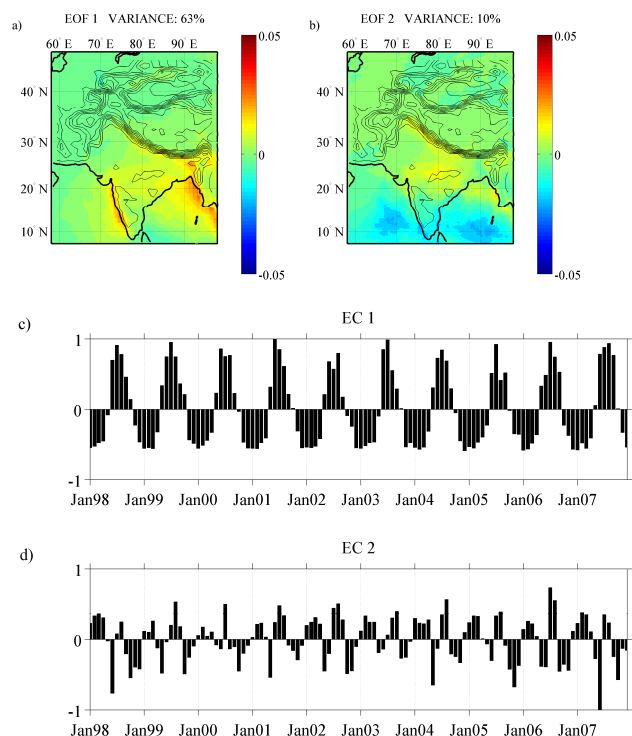 EOF 1 VARIANCE: 63%
EOF 2 VARIANCE: 10%
a)
b)
60° E 70° E 80° E 90° E
60° E 70° E 80° E 90° E
40° N
30° N
20° N
10° N
0.05
0
-0.05
40° N
30° N
20° N
10° N
0.05
0
-0.05
c)
EC 1
1
0
-1
Jan98 Jan99 Jan00 Jan01 Jan02 Jan03 Jan04 Jan05 Jan06 Jan07
d)
EC 2
1
0
-1
Jan98 Jan99 Jan00 Jan01 Jan02 Jan03 Jan04 Jan05 Jan06 Jan07